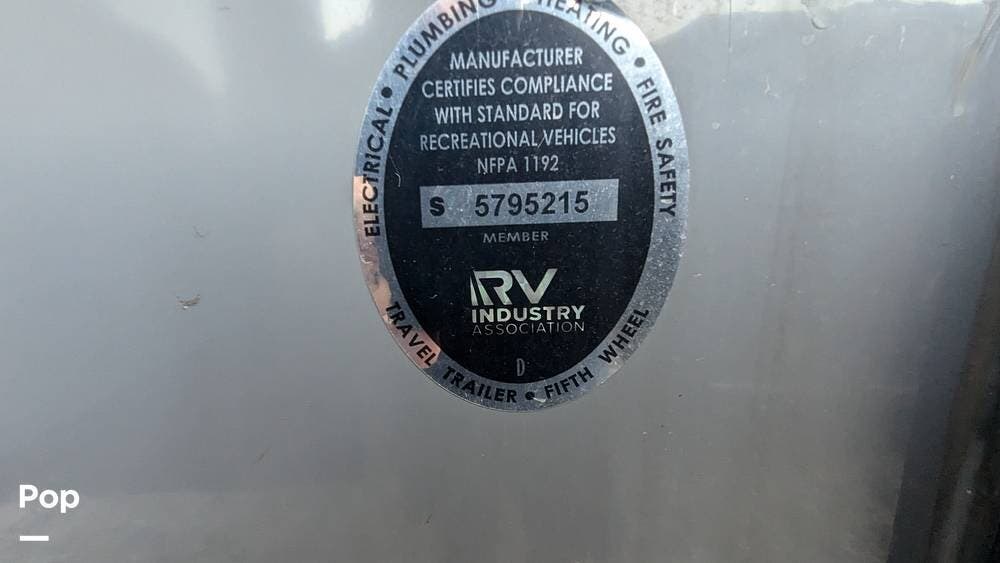 ELECTRICAL • PLUMBING • HEATING • FIRE SAFETY
MANUFACTURER
CERTIFIES COMPLIANCE
WITH STANDARD FOR
RECREATIONAL VEHICLES
NFPA 1192
S 5795215
MEMBER
RV
INDUSTRY
ASSOCIATION
D
TRAVEL TRAILER • FIFTH WHEEL
Pop